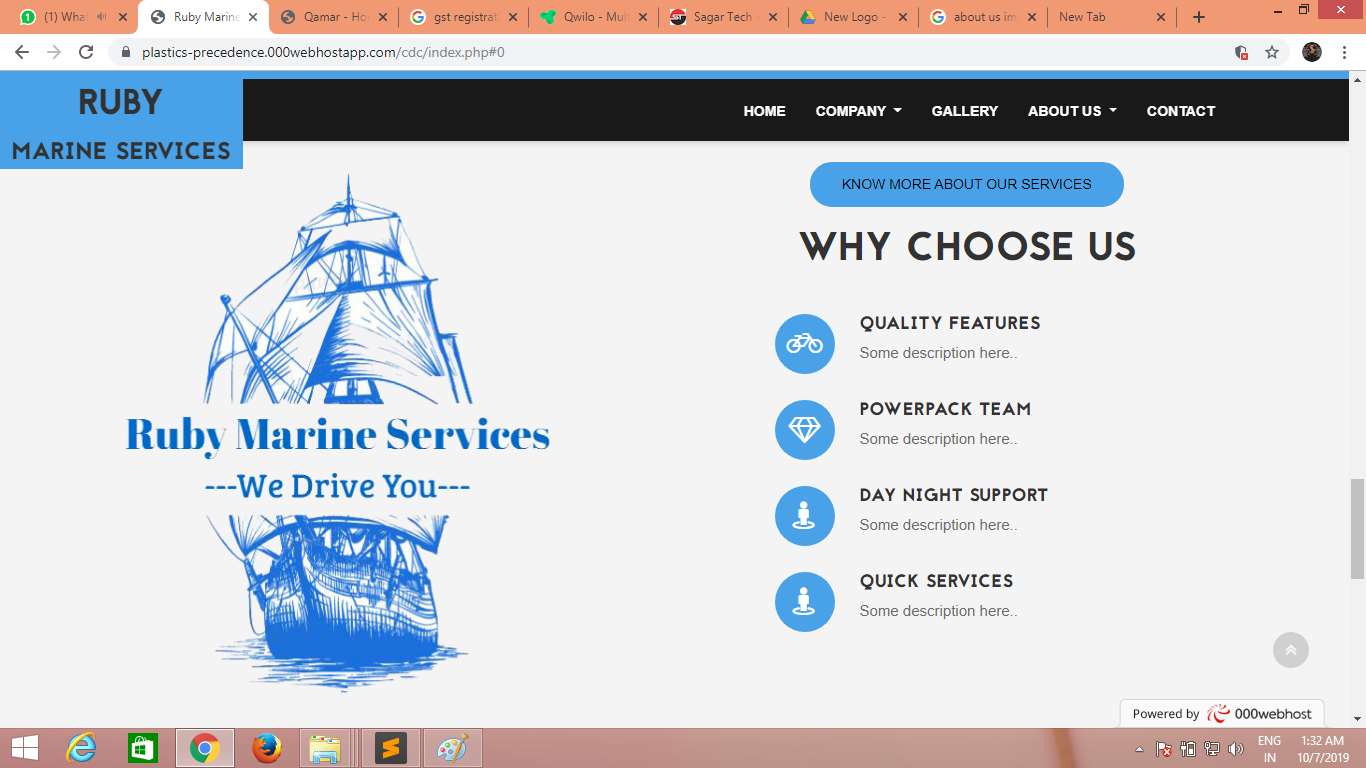 (1) What
Ruby Marine
Qamar - Ho
gst registrat
Qwilo - Mult
Sagar Tech -
New Logo -
about us im
New Tab
plastics-precedence.000webhostapp.com/cdc/index.php#0
RUBY
MARINE SERVICES
HOME
COMPANY
GALLERY
ABOUT US
CONTACT
Ruby Marine Services
---We Drive You---
KNOW MORE ABOUT OUR SERVICES
WHY CHOOSE US
QUALITY FEATURES
Some description here..
POWERPACK TEAM
Some description here..
DAY NIGHT SUPPORT
Some description here..
QUICK SERVICES
Some description here..
Powered by 000webhost
ENG
IN
1:32 AM
10/7/2019